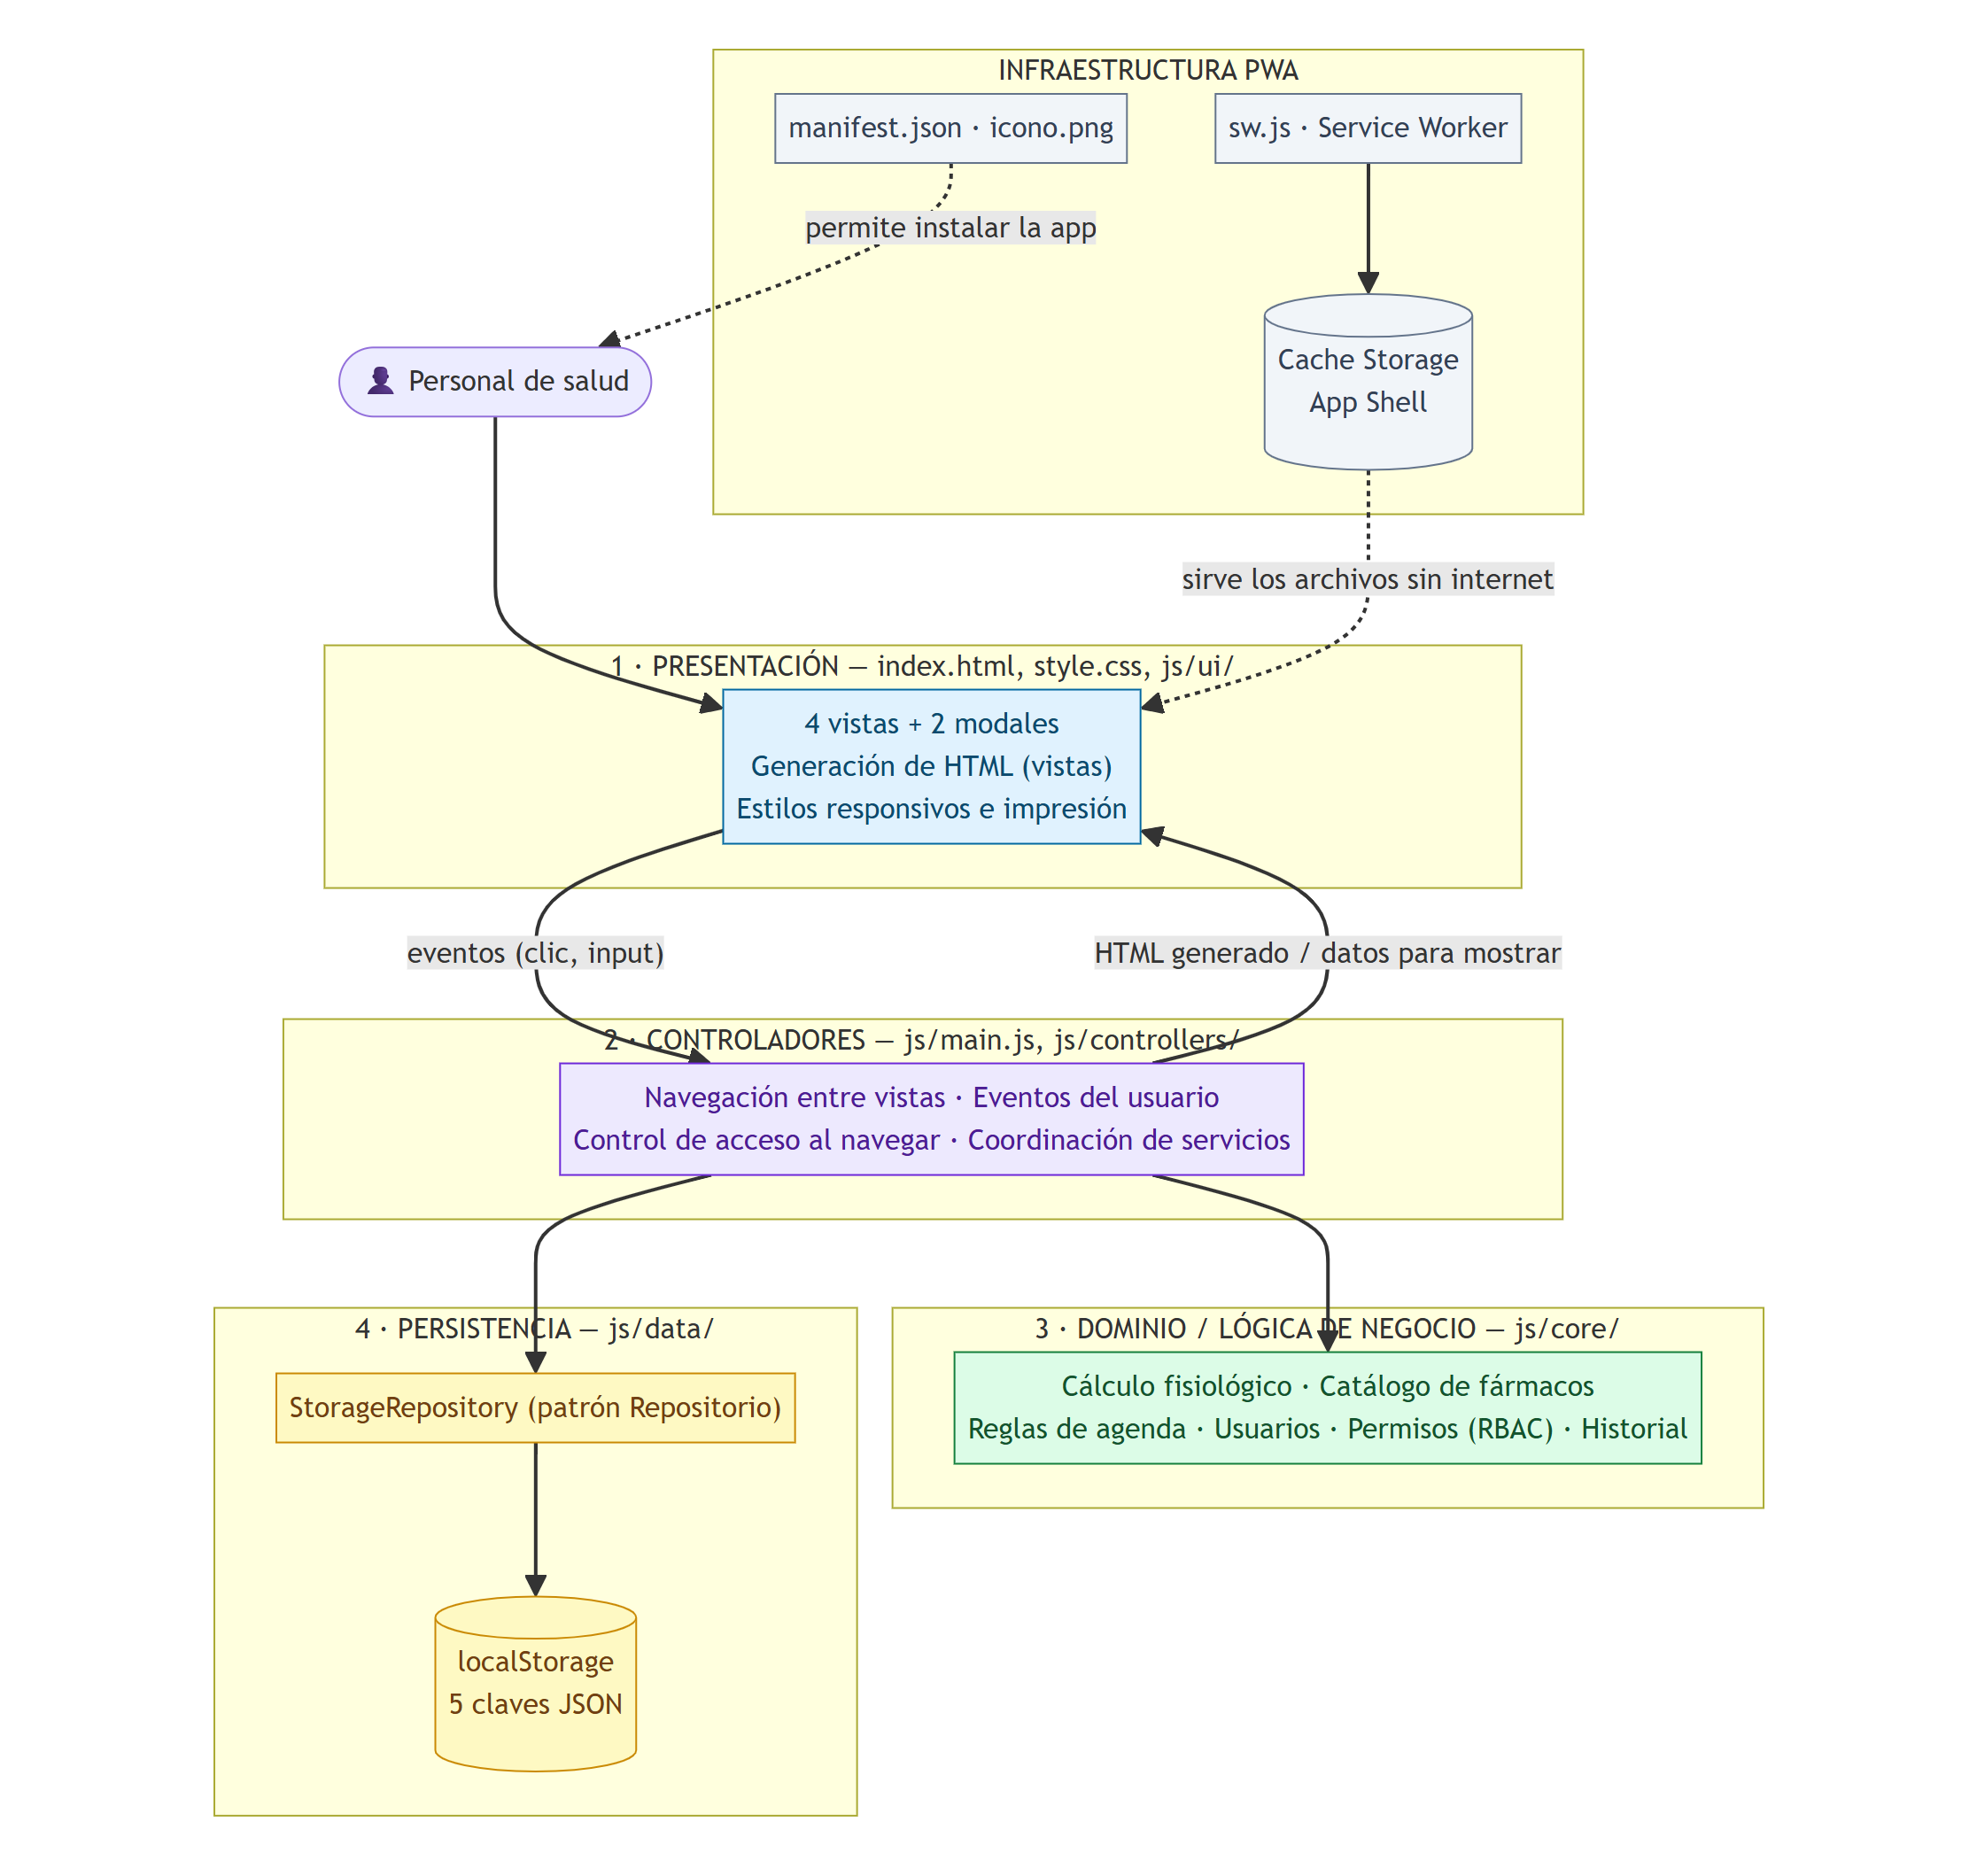 INFRAESTRUCTURA PWA
manifest.json · icono.png
sw.js · Service Worker
permite instalar la app
Cache Storage
App Shell
Personal de salud
sirve los archivos sin internet
1 · PRESENTACIÓN — index.html, style.css, js/ui/
4 vistas + 2 modales
Generación de HTML (vistas)
Estilos responsivos e impresión
eventos (clic, input)
HTML generado / datos para mostrar
2 · CONTROLADORES — js/main.js, js/controllers/
Navegación entre vistas · Eventos del usuario
Control de acceso al navegar · Coordinación de servicios
4 · PERSISTENCIA — js/data/
StorageRepository (patrón Repositorio)
localStorage
5 claves JSON
3 · DOMINIO / LÓGICA DE NEGOCIO — js/core/
Cálculo fisiológico · Catálogo de fármacos
Reglas de agenda · Usuarios · Permisos (RBAC) · Historial